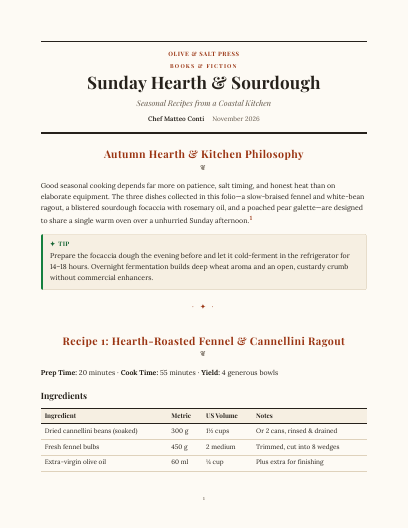 OLIVE & SALT PRESS
BOOKS & FICTION
Sunday Hearth & Sourdough
Seasonal Recipes from a Coastal Kitchen
Chef Matteo Conti November 2026
Autumn Hearth & Kitchen Philosophy
❦
Good seasonal cooking depends far more on patience, salt timing, and honest heat than on
elaborate equipment. The three dishes collected in this folio—a slow-braised fennel and white-bean
ragout, a blistered sourdough focaccia with rosemary oil, and a poached pear galette—are designed
to share a single warm oven over a unhurried Sunday afternoon.¹
✦ TIP
Prepare the focaccia dough the evening before and let it cold-ferment in the refrigerator for
14–18 hours. Overnight fermentation builds deep wheat aroma and an open, custardy crumb
without commercial enhancers.
· ✦ ·
Recipe 1: Hearth-Roasted Fennel & Cannellini Ragout
❦
Prep Time: 20 minutes · Cook Time: 55 minutes · Yield: 4 generous bowls
Ingredients
Ingredient Metric US Volume Notes
Dried cannellini beans (soaked) 300 g 1½ cups Or 2 cans, rinsed & drained
Fresh fennel bulbs 450 g 2 medium Trimmed, cut into 8 wedges
Extra-virgin olive oil 60 ml ¼ cup Plus extra for finishing